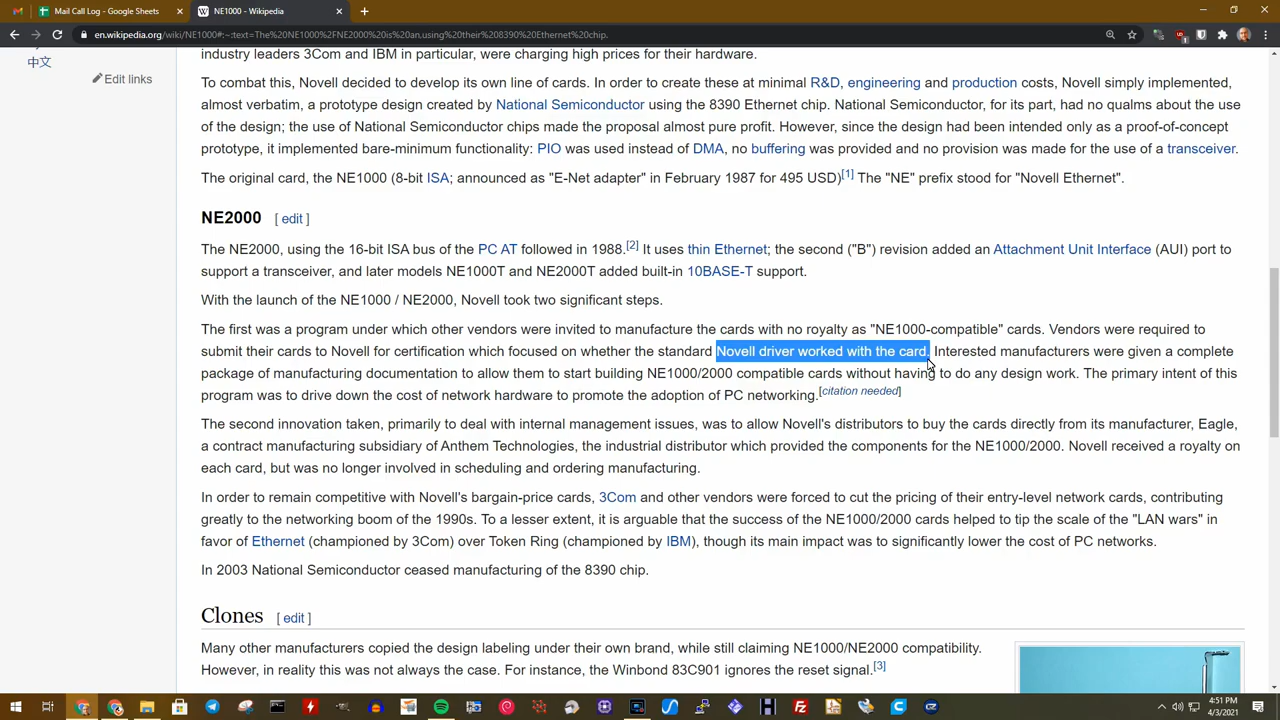 Mail Call Log - Google Sheets
NE1000 - Wikipedia
en.wikipedia.org/wiki/NE1000#:~:text=The%20NE1000%2FNE2000%20is%20an,using%20their%208390%20Ethernet%20chip.
中文
Edit links
industry leaders 3Com and IBM in particular, were charging high prices for their hardware.
To combat this, Novell decided to develop its own line of cards. In order to create these at minimal R&D, engineering and production costs, Novell simply implemented,
almost verbatim, a prototype design created by National Semiconductor using the 8390 Ethernet chip. National Semiconductor, for its part, had no qualms about the use
of the design; the use of National Semiconductor chips made the proposal almost pure profit. However, since the design had been intended only as a proof-of-concept
prototype, it implemented bare-minimum functionality: PIO was used instead of DMA, no buffering was provided and no provision was made for the use of a transceiver.
The original card, the NE1000 (8-bit ISA; announced as "E-Net adapter" in February 1987 for 495 USD)[1] The "NE" prefix stood for "Novell Ethernet".
NE2000 [ edit ]
The NE2000, using the 16-bit ISA bus of the PC AT followed in 1988.[2] It uses thin Ethernet; the second ("B") revision added an Attachment Unit Interface (AUI) port to
support a transceiver, and later models NE1000T and NE2000T added built-in 10BASE-T support.
With the launch of the NE1000 / NE2000, Novell took two significant steps.
The first was a program under which other vendors were invited to manufacture the cards with no royalty as "NE1000-compatible" cards. Vendors were required to
submit their cards to Novell for certification which focused on whether the standard Novell driver worked with the card. Interested manufacturers were given a complete
package of manufacturing documentation to allow them to start building NE1000/2000 compatible cards without having to do any design work. The primary intent of this
program was to drive down the cost of network hardware to promote the adoption of PC networking.[citation needed]
The second innovation taken, primarily to deal with internal management issues, was to allow Novell's distributors to buy the cards directly from its manufacturer, Eagle,
a contract manufacturing subsidiary of Anthem Technologies, the industrial distributor which provided the components for the NE1000/2000. Novell received a royalty on
each card, but was no longer involved in scheduling and ordering manufacturing.
In order to remain competitive with Novell's bargain-price cards, 3Com and other vendors were forced to cut the pricing of their entry-level network cards, contributing
greatly to the networking boom of the 1990s. To a lesser extent, it is arguable that the success of the NE1000/2000 cards helped to tip the scale of the "LAN wars" in
favor of Ethernet (championed by 3Com) over Token Ring (championed by IBM), though its main impact was to significantly lower the cost of PC networks.
In 2003 National Semiconductor ceased manufacturing of the 8390 chip.
Clones [ edit ]
Many other manufacturers copied the design labeling under their own brand, while still claiming NE1000/NE2000 compatibility.
However, in reality this was not always the case. For instance, the Winbond 83C901 ignores the reset signal.[3]
4:51 PM
4/3/2021